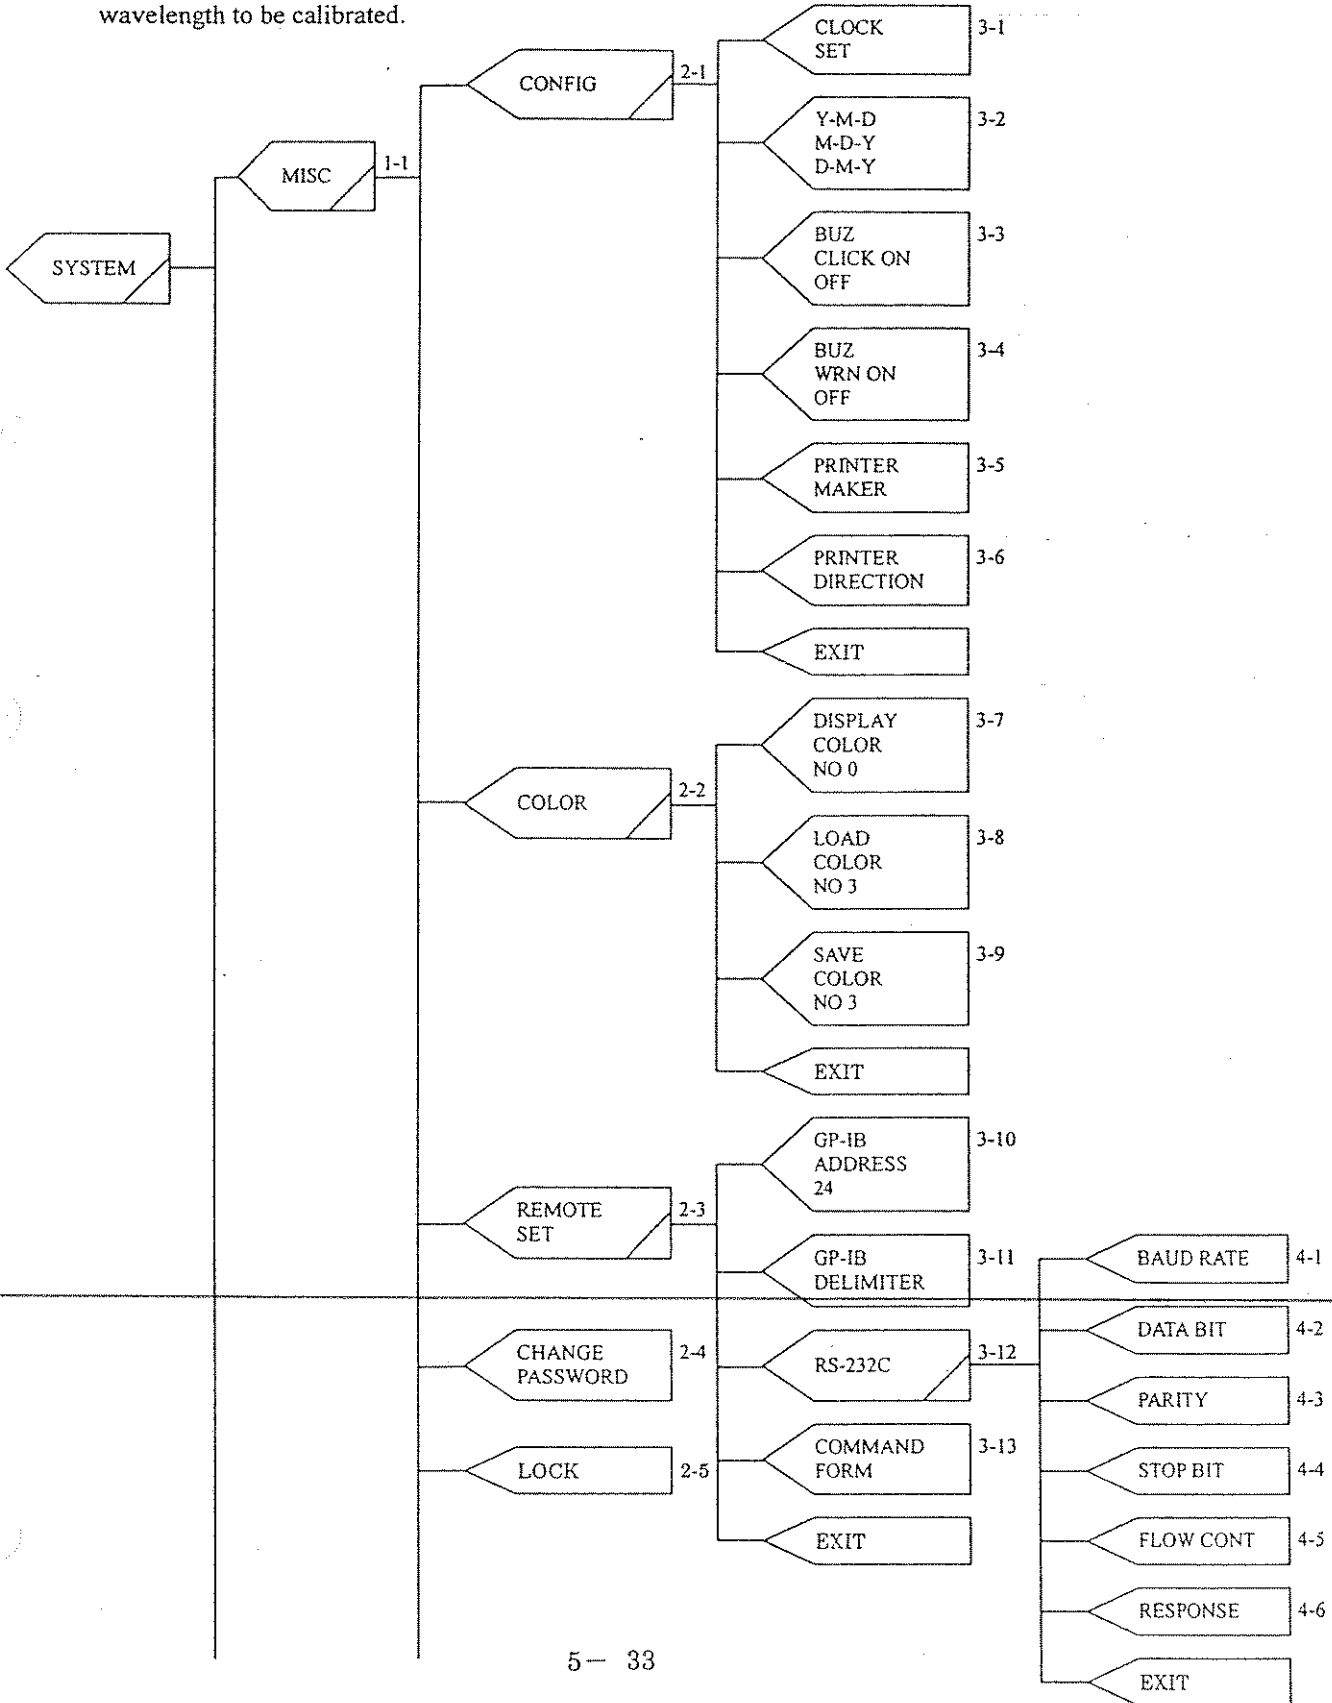 wavelength to be calibrated.
SYSTEM
MISC
1-1
CONFIG
2-1
CLOCK
SET
3-1
Y-M-D
M-D-Y
D-M-Y
3-2
BUZ
CLICK ON
OFF
3-3
BUZ
WRN ON
OFF
3-4
PRINTER
MAKER
3-5
PRINTER
DIRECTION
3-6
EXIT
COLOR
2-2
DISPLAY
COLOR
NO 0
3-7
LOAD
COLOR
NO 3
3-8
SAVE
COLOR
NO 3
3-9
EXIT
REMOTE
SET
2-3
GP-IB
ADDRESS
24
3-10
GP-IB
DELIMITER
3-11
RS-232C
3-12
BAUD RATE
4-1
DATA BIT
4-2
PARITY
4-3
STOP BIT
4-4
FLOW CONT
4-5
RESPONSE
4-6
EXIT
COMMAND
FORM
3-13
EXIT
CHANGE
PASSWORD
2-4
LOCK
2-5
5— 33